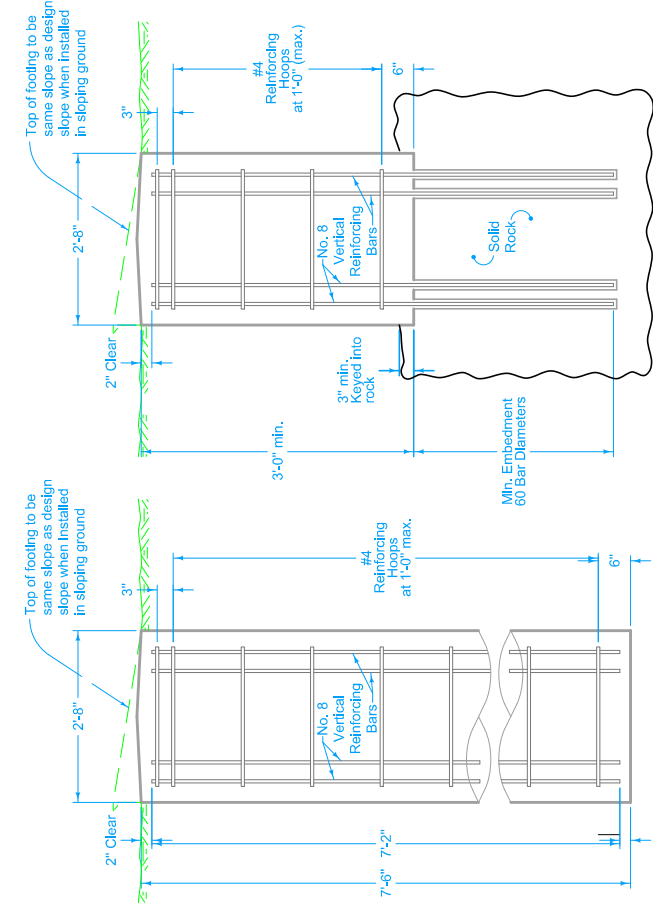 Top of footing to be
same slope as design
slope when installed
in sloping ground
2'-8"
2" Clear
3"
#4
Reinforcing
Hoops
at 1'-0" (max.)
6"
No. 8
Vertical
Reinforcing
Bars
3'-0" min.
3" min.
Keyed into
rock
Solid
Rock
Min. Embedment
60 Bar Diameters
Top of footing to be
same slope as design
slope when installed
in sloping ground
2'-8"
2" Clear
3"
#4
Reinforcing
Hoops
at 1'-0" max.
6"
No. 8
Vertical
Reinforcing
Bars
7'-2"
7'-6"